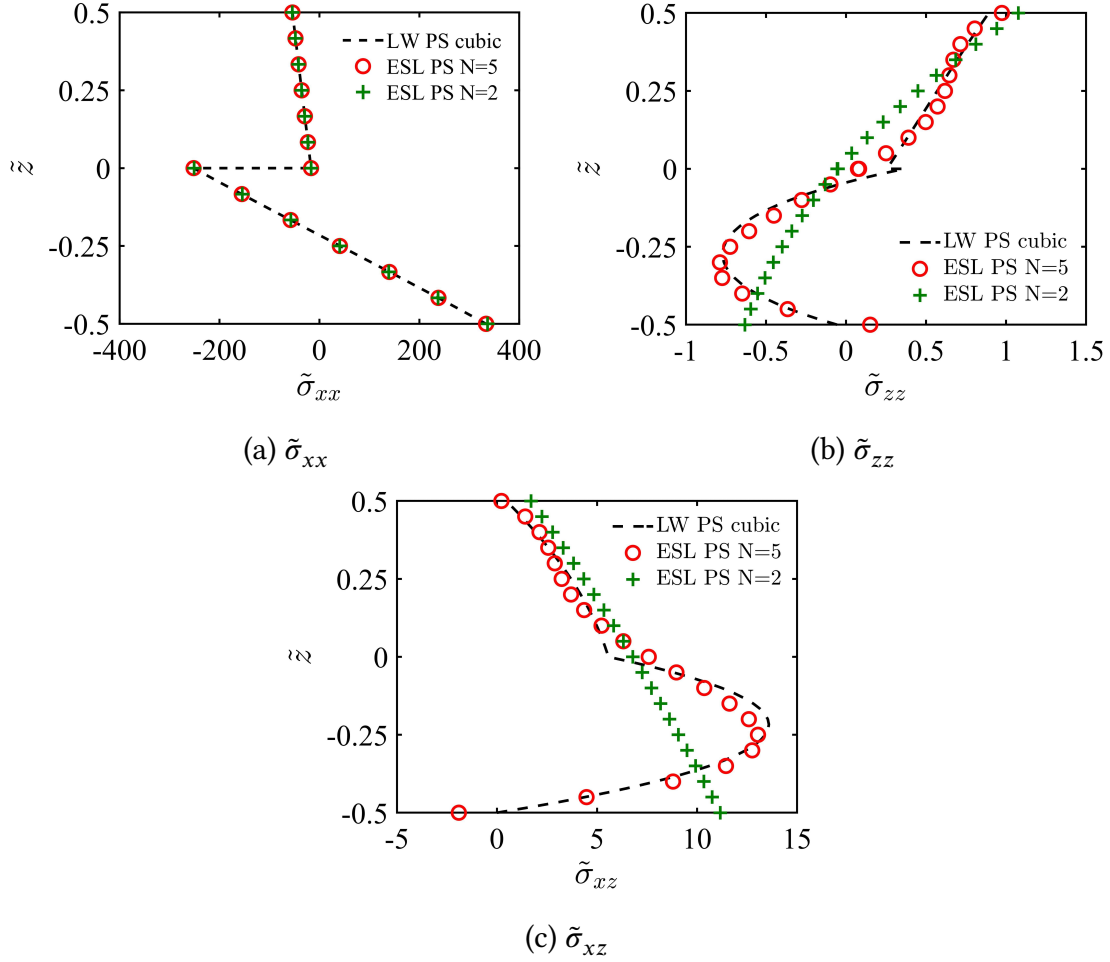 0.5
0.25
0
-0.25
-0.5
z̃
-400 -200 0 200 400
σ̃xx
LW PS cubic
ESL PS N=5
ESL PS N=2
(a) σ̃xx
0.5
0.25
0
-0.25
-0.5
z̃
-1 -0.5 0 0.5 1 1.5
σ̃zz
LW PS cubic
ESL PS N=5
ESL PS N=2
(b) σ̃zz
0.5
0.25
0
-0.25
-0.5
z̃
-5 0 5 10 15
σ̃xz
LW PS cubic
ESL PS N=5
ESL PS N=2
(c) σ̃xz